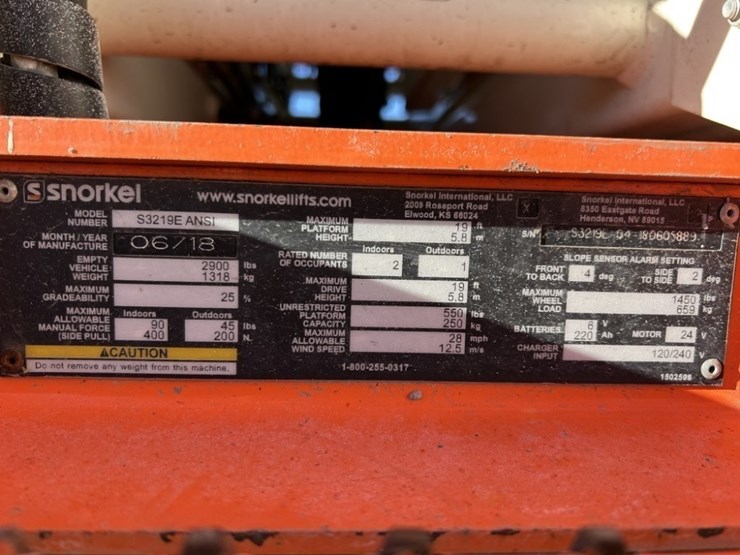 snorkel
www.snorkellifts.com
Snorkel International, LLC
2009 Roseport Road
Elwood, KS 66024
X
Snorkel International, LLC
8350 Eastgate Road
Henderson, NV 89015
MODEL NUMBER S3219E ANSI
MONTH / YEAR OF MANUFACTURE 06/18
EMPTY VEHICLE WEIGHT 2900 lbs
1318 kg
MAXIMUM GRADEABILITY 25 %
MAXIMUM ALLOWABLE MANUAL FORCE (SIDE PULL)
Indoors Outdoors
90 45 lbs
400 200 N.
⚠CAUTION
Do not remove any weight from this machine.
MAXIMUM PLATFORM HEIGHT 19 ft
5.8 m
RATED NUMBER OF OCCUPANTS
Indoors Outdoors
2 1
MAXIMUM DRIVE HEIGHT 19 ft
5.8 m
UNRESTRICTED PLATFORM CAPACITY 550 lbs
250 kg
MAXIMUM ALLOWABLE WIND SPEED 28 mph
12.5 m/s
1-800-255-0317
S/N S3219E-04-180605889
SLOPE SENSOR ALARM SETTING
FRONT TO BACK 4 deg SIDE TO SIDE 2 deg
MAXIMUM WHEEL LOAD 1450 lbs
659 kg
BATTERIES 6 V
220 Ah
MOTOR 24 V
CHARGER INPUT 120/240 V
1502596